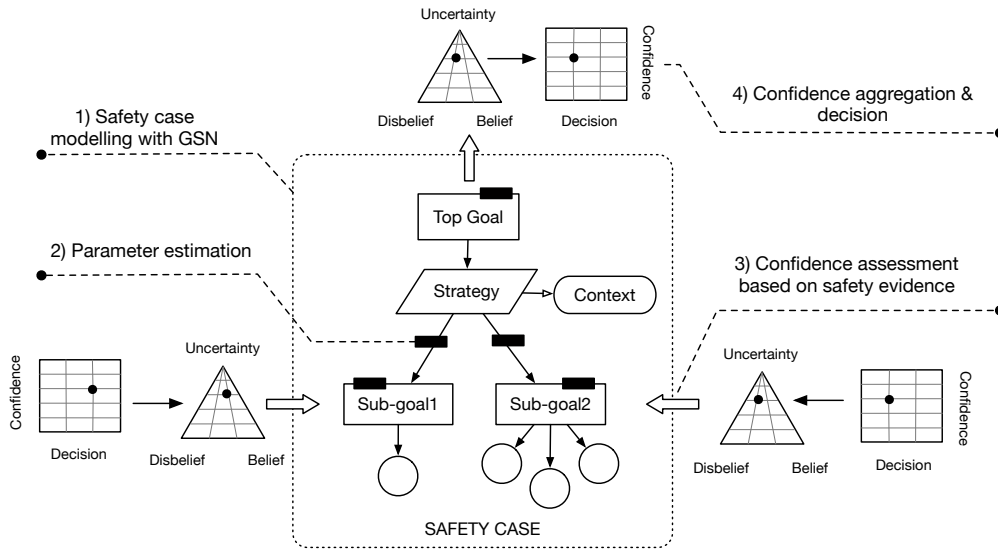 Uncertainty
Confidence
Disbelief
Belief
Decision
1) Safety case
modelling with GSN
4) Confidence aggregation &
decision
Top Goal
2) Parameter estimation
Strategy
Context
3) Confidence assessment
based on safety evidence
Confidence
Uncertainty
Decision
Disbelief
Belief
Sub-goal1
Sub-goal2
Uncertainty
Confidence
Disbelief
Belief
Decision
SAFETY CASE